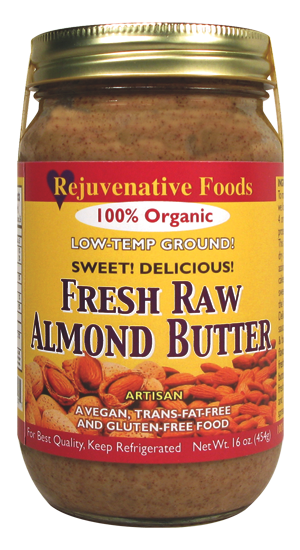 Rejuvenative Foods
100% Organic
LOW-TEMP GROUND!
SWEET! DELICIOUS!
FRESH RAW
ALMOND BUTTER
ARTISAN
A VEGAN, TRANS-FAT-FREE
AND GLUTEN-FREE FOOD
For Best Quality, Keep Refrigerated Net Wt. 16 oz. (454g)